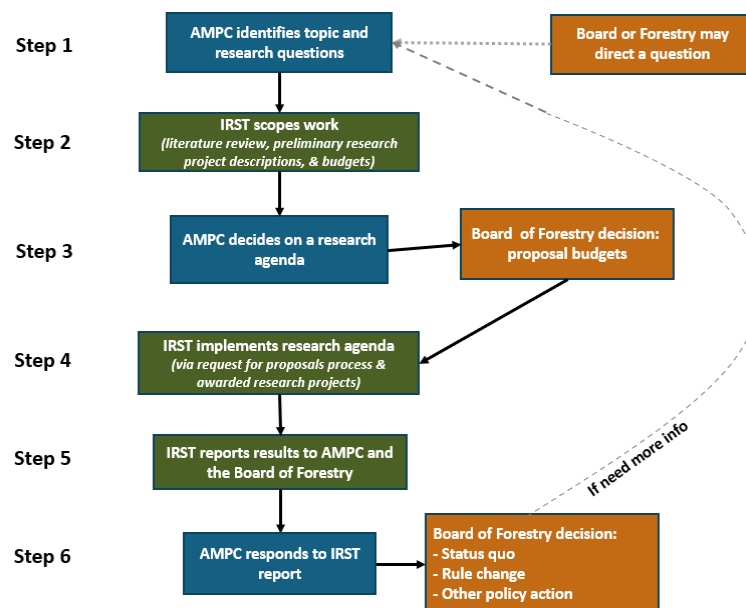 Step 1
AMPC identifies topic and
research questions
Board or Forestry may
direct a question
Step 2
IRST scopes work
(literature review, preliminary research
project descriptions, & budgets)
Step 3
AMPC decides on a research
agenda
Board of Forestry decision:
proposal budgets
Step 4
IRST implements research agenda
(via request for proposals process &
awarded research projects)
Step 5
IRST reports results to AMPC and
the Board of Forestry
If need more info
Step 6
AMPC responds to IRST
report
Board of Forestry decision:
- Status quo
- Rule change
- Other policy action